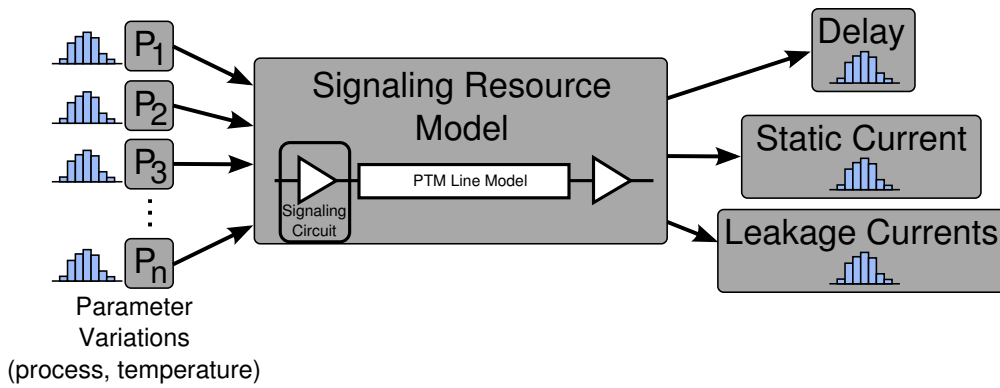 P1
P2
P3
Pn
Parameter
Variations
(process, temperature)
Signaling Resource
Model
Signaling
Circuit
PTM Line Model
Delay
Static Current
Leakage Currents